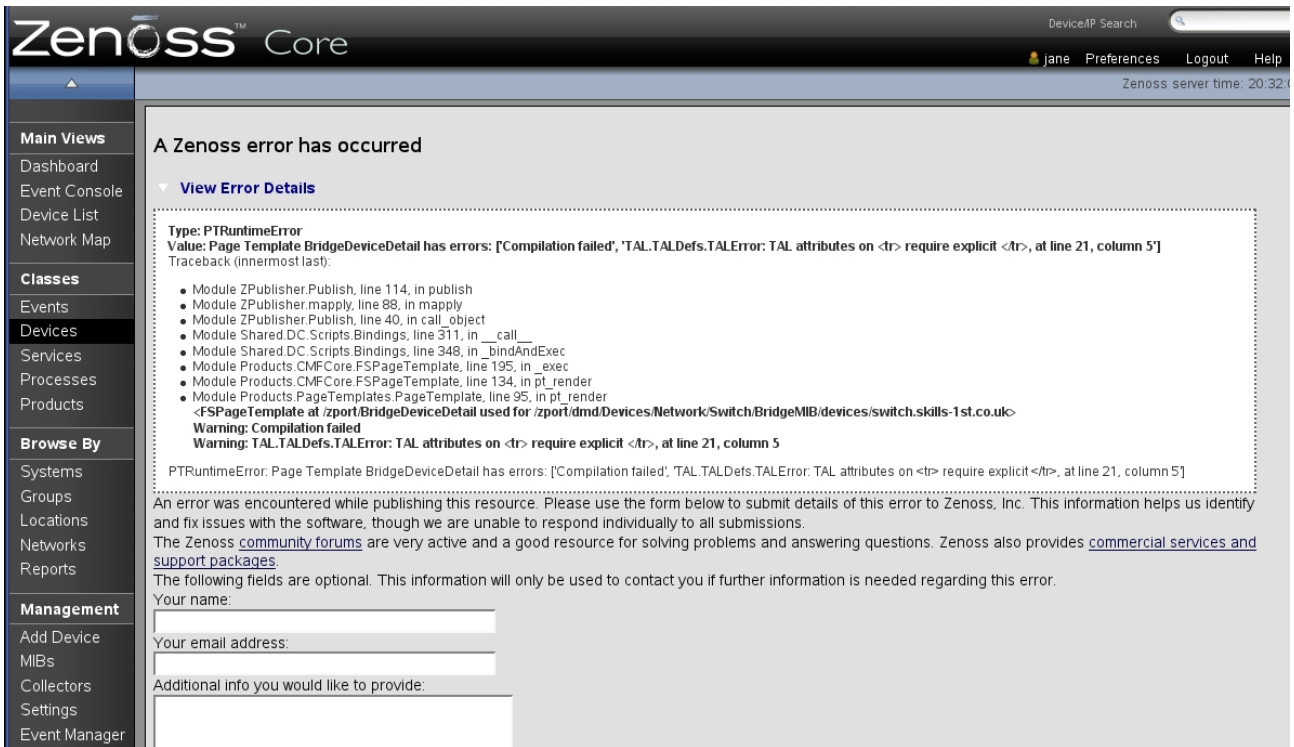 Zenöss™ Core
Device/IP Search
jane Preferences Logout Help
Zenoss server time: 20:32:
Main Views
Dashboard
Event Console
Device List
Network Map
Classes
Events
Devices
Services
Processes
Products
Browse By
Systems
Groups
Locations
Networks
Reports
Management
Add Device
MIBs
Collectors
Settings
Event Manager
A Zenoss error has occurred
View Error Details
Type: PTRuntimeError
Value: Page Template BridgeDeviceDetail has errors: ['Compilation failed', 'TAL.TALDefs.TALError: TAL attributes on <tr> require explicit </tr>, at line 21, column 5']
Traceback (innermost last):
• Module ZPublisher.Publish, line 114, in publish
• Module ZPublisher.mapply, line 88, in mapply
• Module ZPublisher.Publish, line 40, in call_object
• Module Shared.DC.Scripts.Bindings, line 311, in __call__
• Module Shared.DC.Scripts.Bindings, line 348, in _bindAndExec
• Module Products.CMFCore.FSPageTemplate, line 195, in _exec
• Module Products.CMFCore.FSPageTemplate, line 134, in pt_render
• Module Products.PageTemplates.PageTemplate, line 95, in pt_render
<FSPageTemplate at /zport/BridgeDeviceDetail used for /zport/dmd/Devices/Network/Switch/BridgeMIB/devices/switch.skills-1st.co.uk>
Warning: Compilation failed
Warning: TAL.TALDefs.TALError: TAL attributes on <tr> require explicit </tr>, at line 21, column 5
PTRuntimeError: Page Template BridgeDeviceDetail has errors: ['Compilation failed', 'TAL.TALDefs.TALError: TAL attributes on <tr> require explicit </tr>, at line 21, column 5']
An error was encountered while publishing this resource. Please use the form below to submit details of this error to Zenoss, Inc. This information helps us identify
and fix issues with the software, though we are unable to respond individually to all submissions.
The Zenoss community forums are very active and a good resource for solving problems and answering questions. Zenoss also provides commercial services and
support packages.
The following fields are optional. This information will only be used to contact you if further information is needed regarding this error.
Your name:
Your email address:
Additional info you would like to provide: